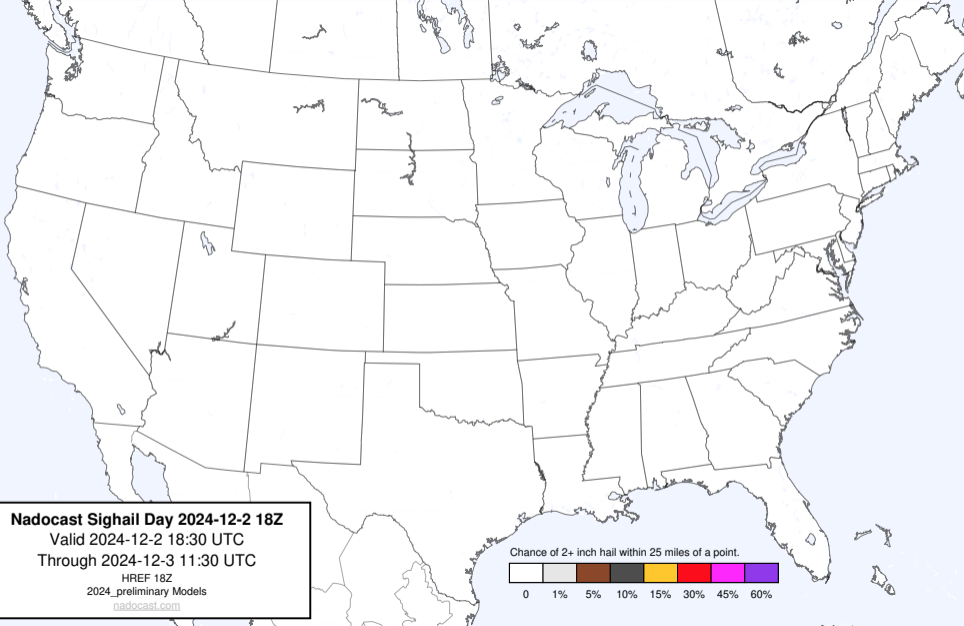 Nadocast Sighail Day 2024-12-2 18Z
Valid 2024-12-2 18:30 UTC
Through 2024-12-3 11:30 UTC
HREF 18Z
2024_preliminary Models
nadocast.com
Chance of 2+ inch hail within 25 miles of a point.
0 1% 5% 10% 15% 30% 45% 60%